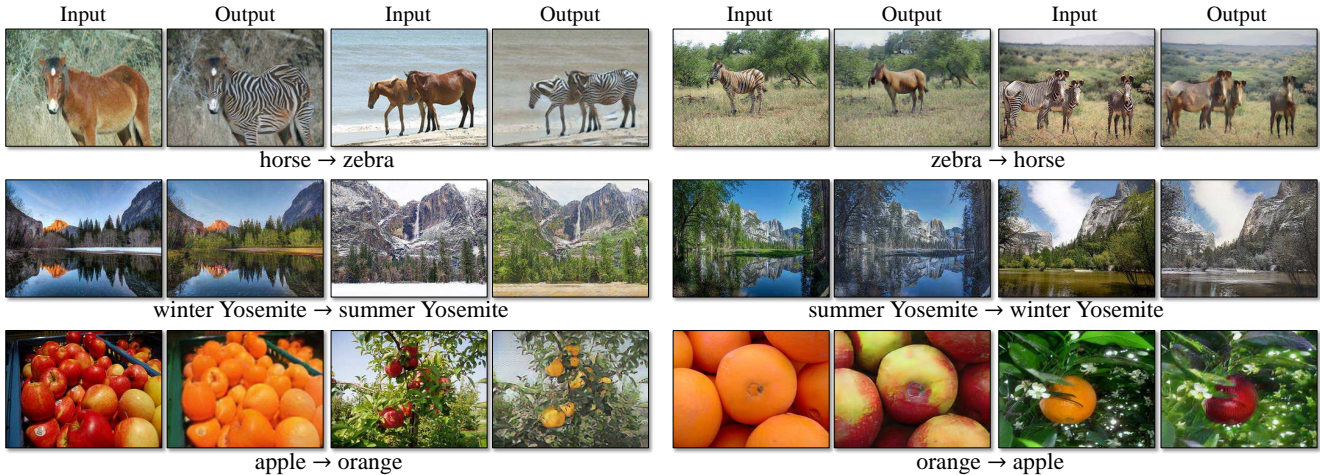 Input Output Input Output Input Output Input Output
horse → zebra zebra → horse
winter Yosemite → summer Yosemite summer Yosemite → winter Yosemite
apple → orange orange → apple